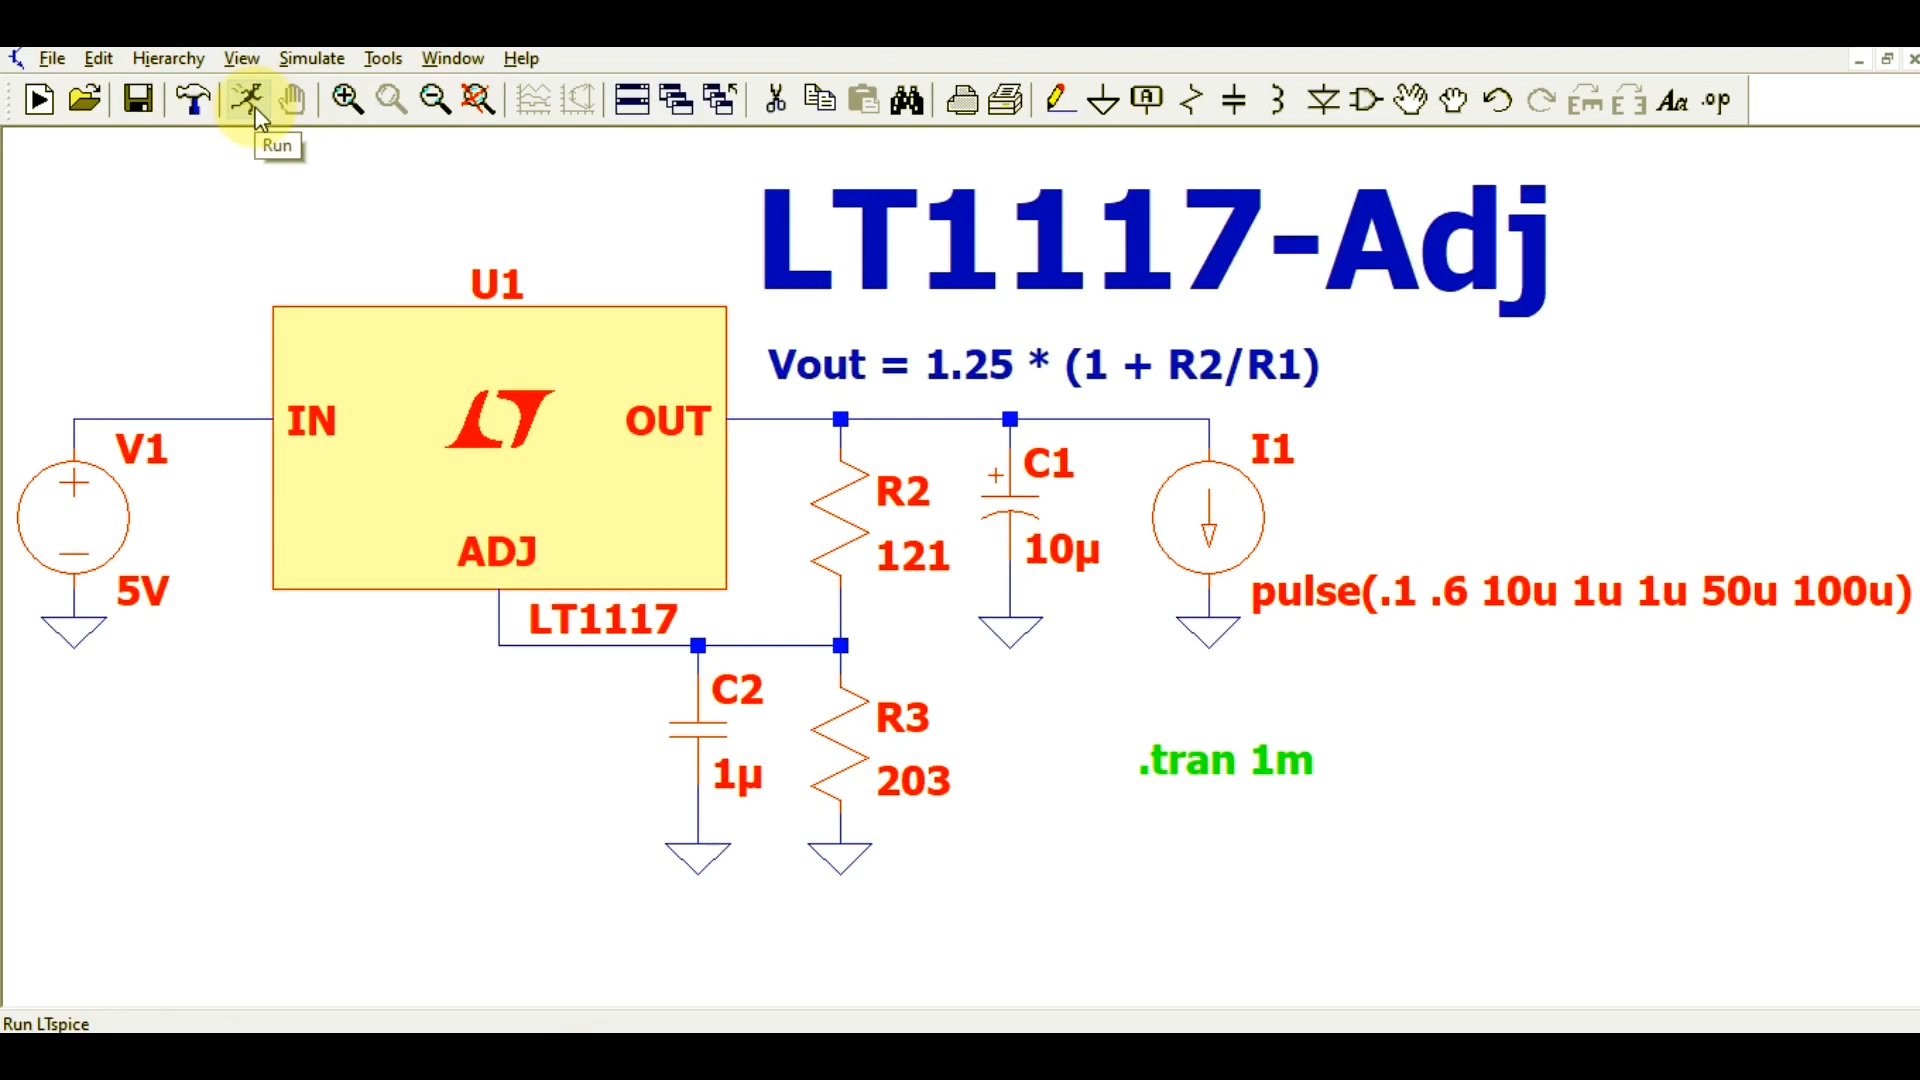 File Edit Hierarchy View Simulate Tools Window Help
A Aa .op
Run
LT1117-Adj
U1
Vout = 1.25 * (1 + R2/R1)
IN OUT
V1
I1
C1
R2
ADJ
121
10µ
5V
pulse(.1 .6 10u 1u 1u 50u 100u)
LT1117
C2
R3
1µ
203
.tran 1m
Run LTspice